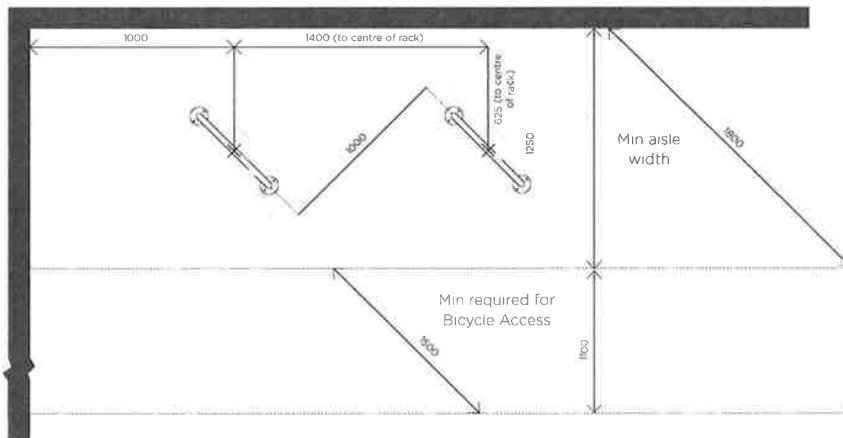 1000
1400 (to centre of rack)
625 (to centre
of rack)
1250
1000
Min aisle
width
1800
Min required for
Bicycle Access
1500
1100